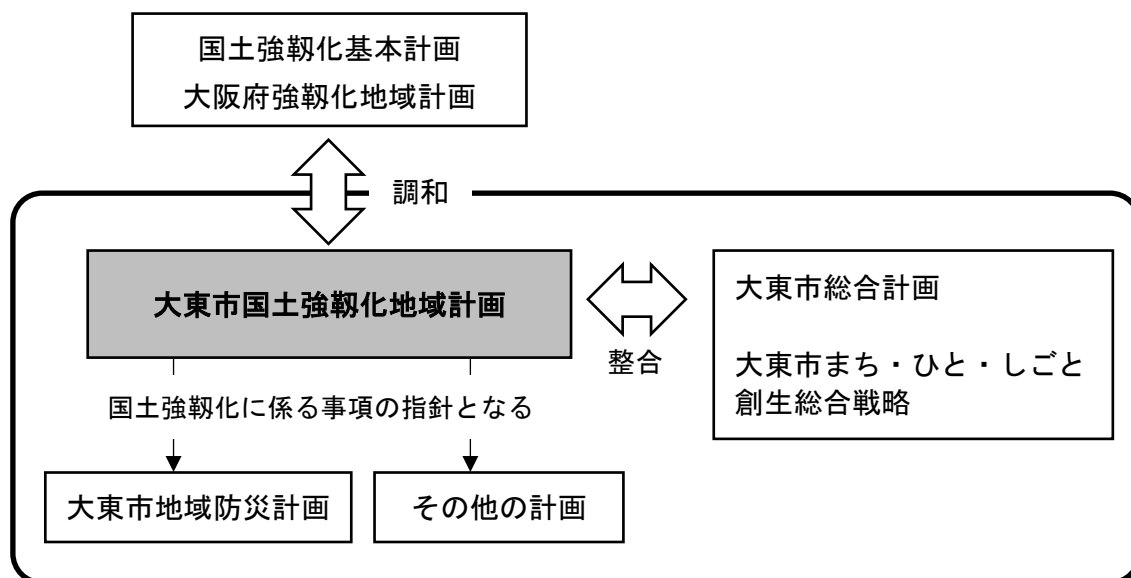 国土強靱化基本計画
大阪府強靱化地域計画
調和
大東市国土強靱化地域計画
整合
大東市総合計画
大東市まち・ひと・しごと
創生総合戦略
国土強靱化に係る事項の指針となる
大東市地域防災計画
その他の計画